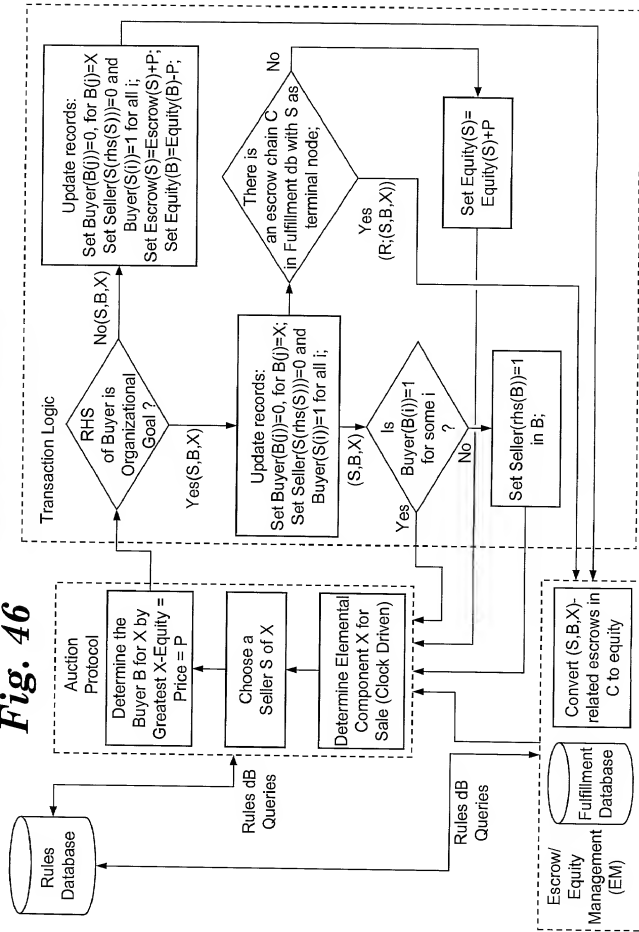 Fig. 46
Rules
Database
Rules dB
Queries
Rules dB
Queries
Auction
Protocol
Determine the
Buyer B for X by
Greatest X-Equity =
Price = P
Choose a
Seller S of X
Determine Elemental
Component X for
Sale (Clock Driven)
Transaction Logic
RHS
of Buyer is
Organizational
Goal ?
No(S,B,X)
Yes(S,B,X)
Update records:
Set Buyer(B(j))=0, for B(j)=X
Set Seller(S(rhs(S)))=0 and
Buyer(S(i))=1 for all i;
Set Escrow(S)=Escrow(S)+P;
Set Equity(B)=Equity(B)-P;
Update records:
Set Buyer(B(j))=0, for B(j)=X;
Set Seller(S(rhs(S)))=0 and
Buyer(S(i))=1 for all i;
(S,B,X)
There is
an escrow chain C
in Fulfillment db with S as
terminal node;
No
Yes
(R;(S,B,X))
Is
Buyer(B(i))=1
for some i
?
Yes
No
Set Equity(S)=
Equity(S)+P
Set Seller(rhs(B))=1
in B;
Escrow/
Equity
Management
(EM)
Fulfillment
Database
Convert (S,B,X)-
related escrows in
C to equity